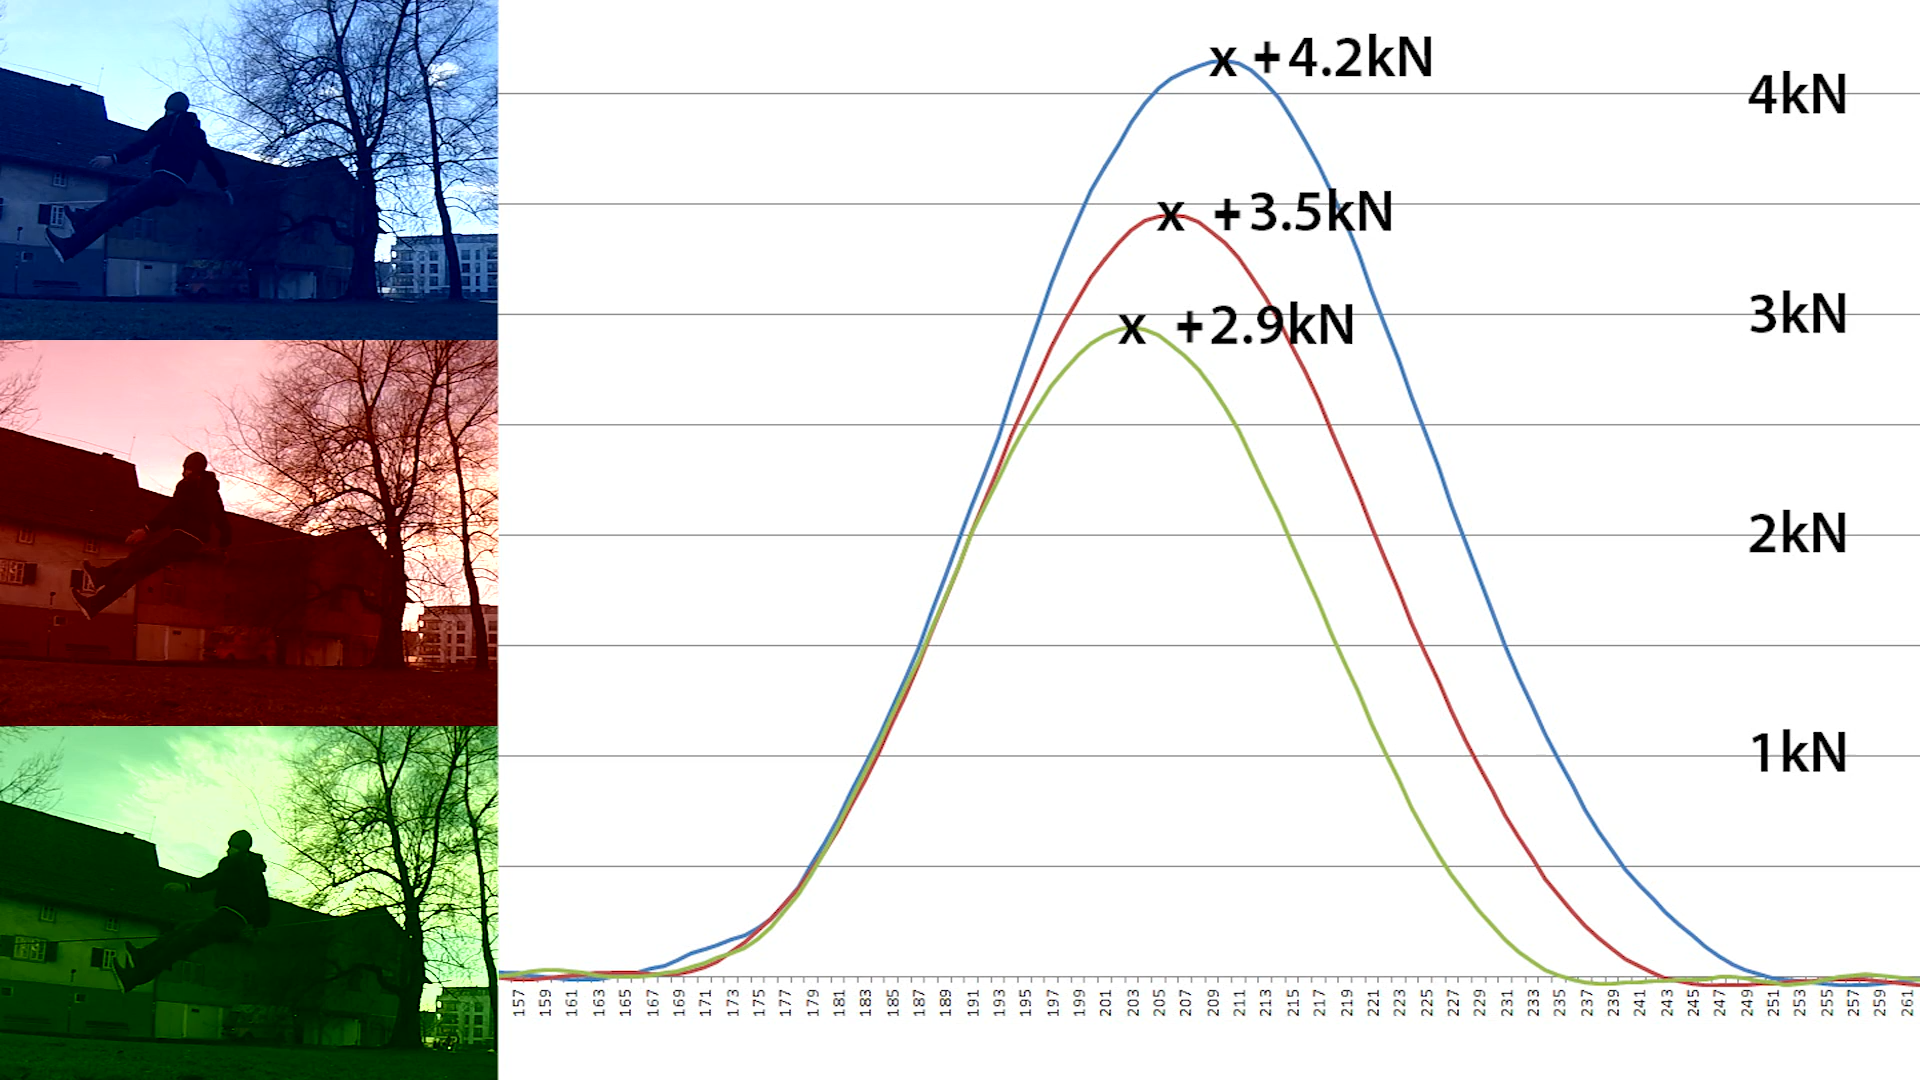 x +4.2kN
4kN
x +3.5kN
3kN
x +2.9kN
2kN
1kN
157 159 161 163 165 167 169 171 173 175 177 179 181 183 185 187 189 191 193 195 197 199 201 203 205 207 209 211 213 215 217 219 221 223 225 227 229 231 233 235 237 239 241 243 245 247 249 251 253 255 257 259 261